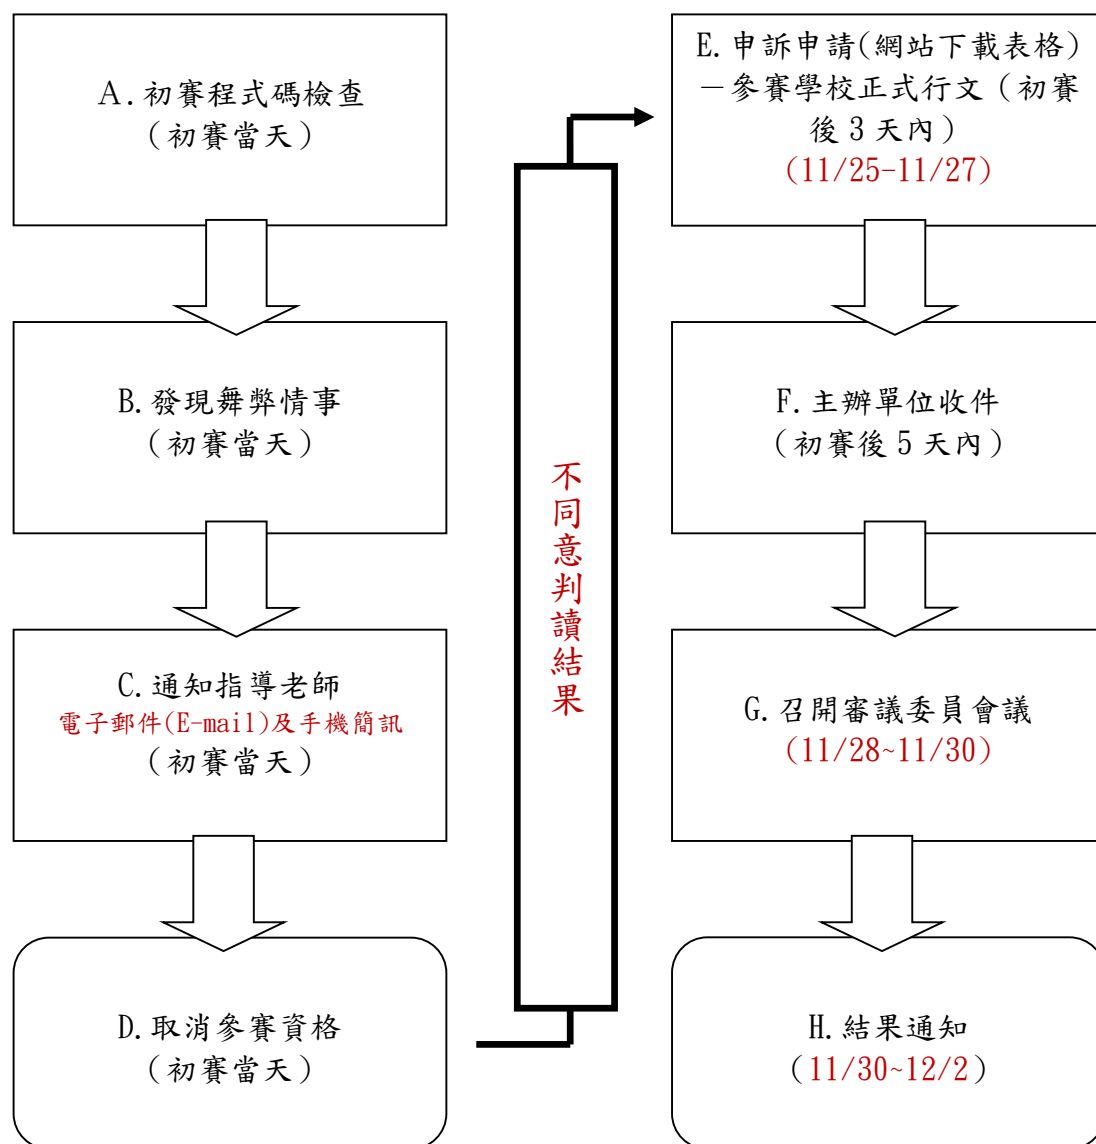 A.初賽程式碼檢查
（初賽當天）
B.發現舞弊情事
（初賽當天）
C.通知指導老師
電子郵件(E-mail)及手機簡訊
（初賽當天）
D.取消參賽資格
（初賽當天）
不同意判讀結果
E.申訴申請(網站下載表格)
－參賽學校正式行文（初賽
後 3 天內）
(11/25-11/27)
F.主辦單位收件
（初賽後 5 天內）
G.召開審議委員會議
(11/28~11/30)
H.結果通知
（11/30~12/2）